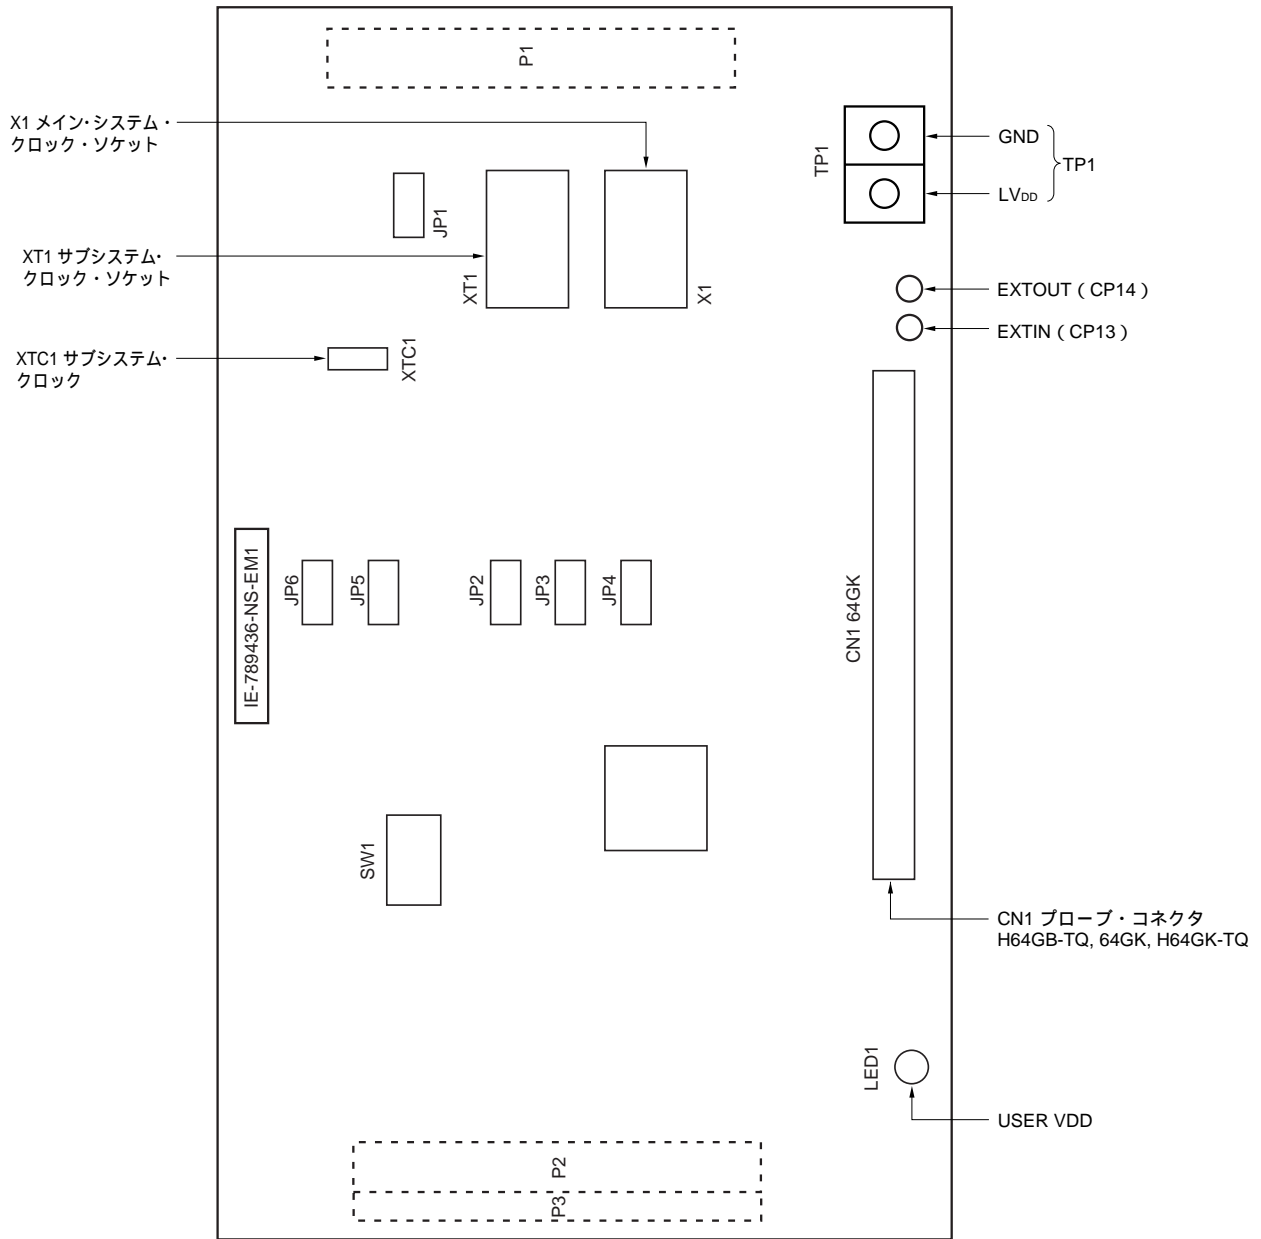 P1
X1 メイン・システム・
クロック・ソケット
GND
TP1
TP1
LVDD
JP1
XT1 サブシステム・
クロック・ソケット
XT1
X1
EXTOUT（CP14）
EXTIN（CP13）
XTC1 サブシステム・
クロック
XTC1
IE-789436-NS-EM1
JP6
JP5
JP2
JP3
JP4
CN1 64GK
SW1
CN1 プローブ・コネクタ
H64GB-TQ, 64GK, H64GK-TQ
LED1
USER VDD
P2
P3